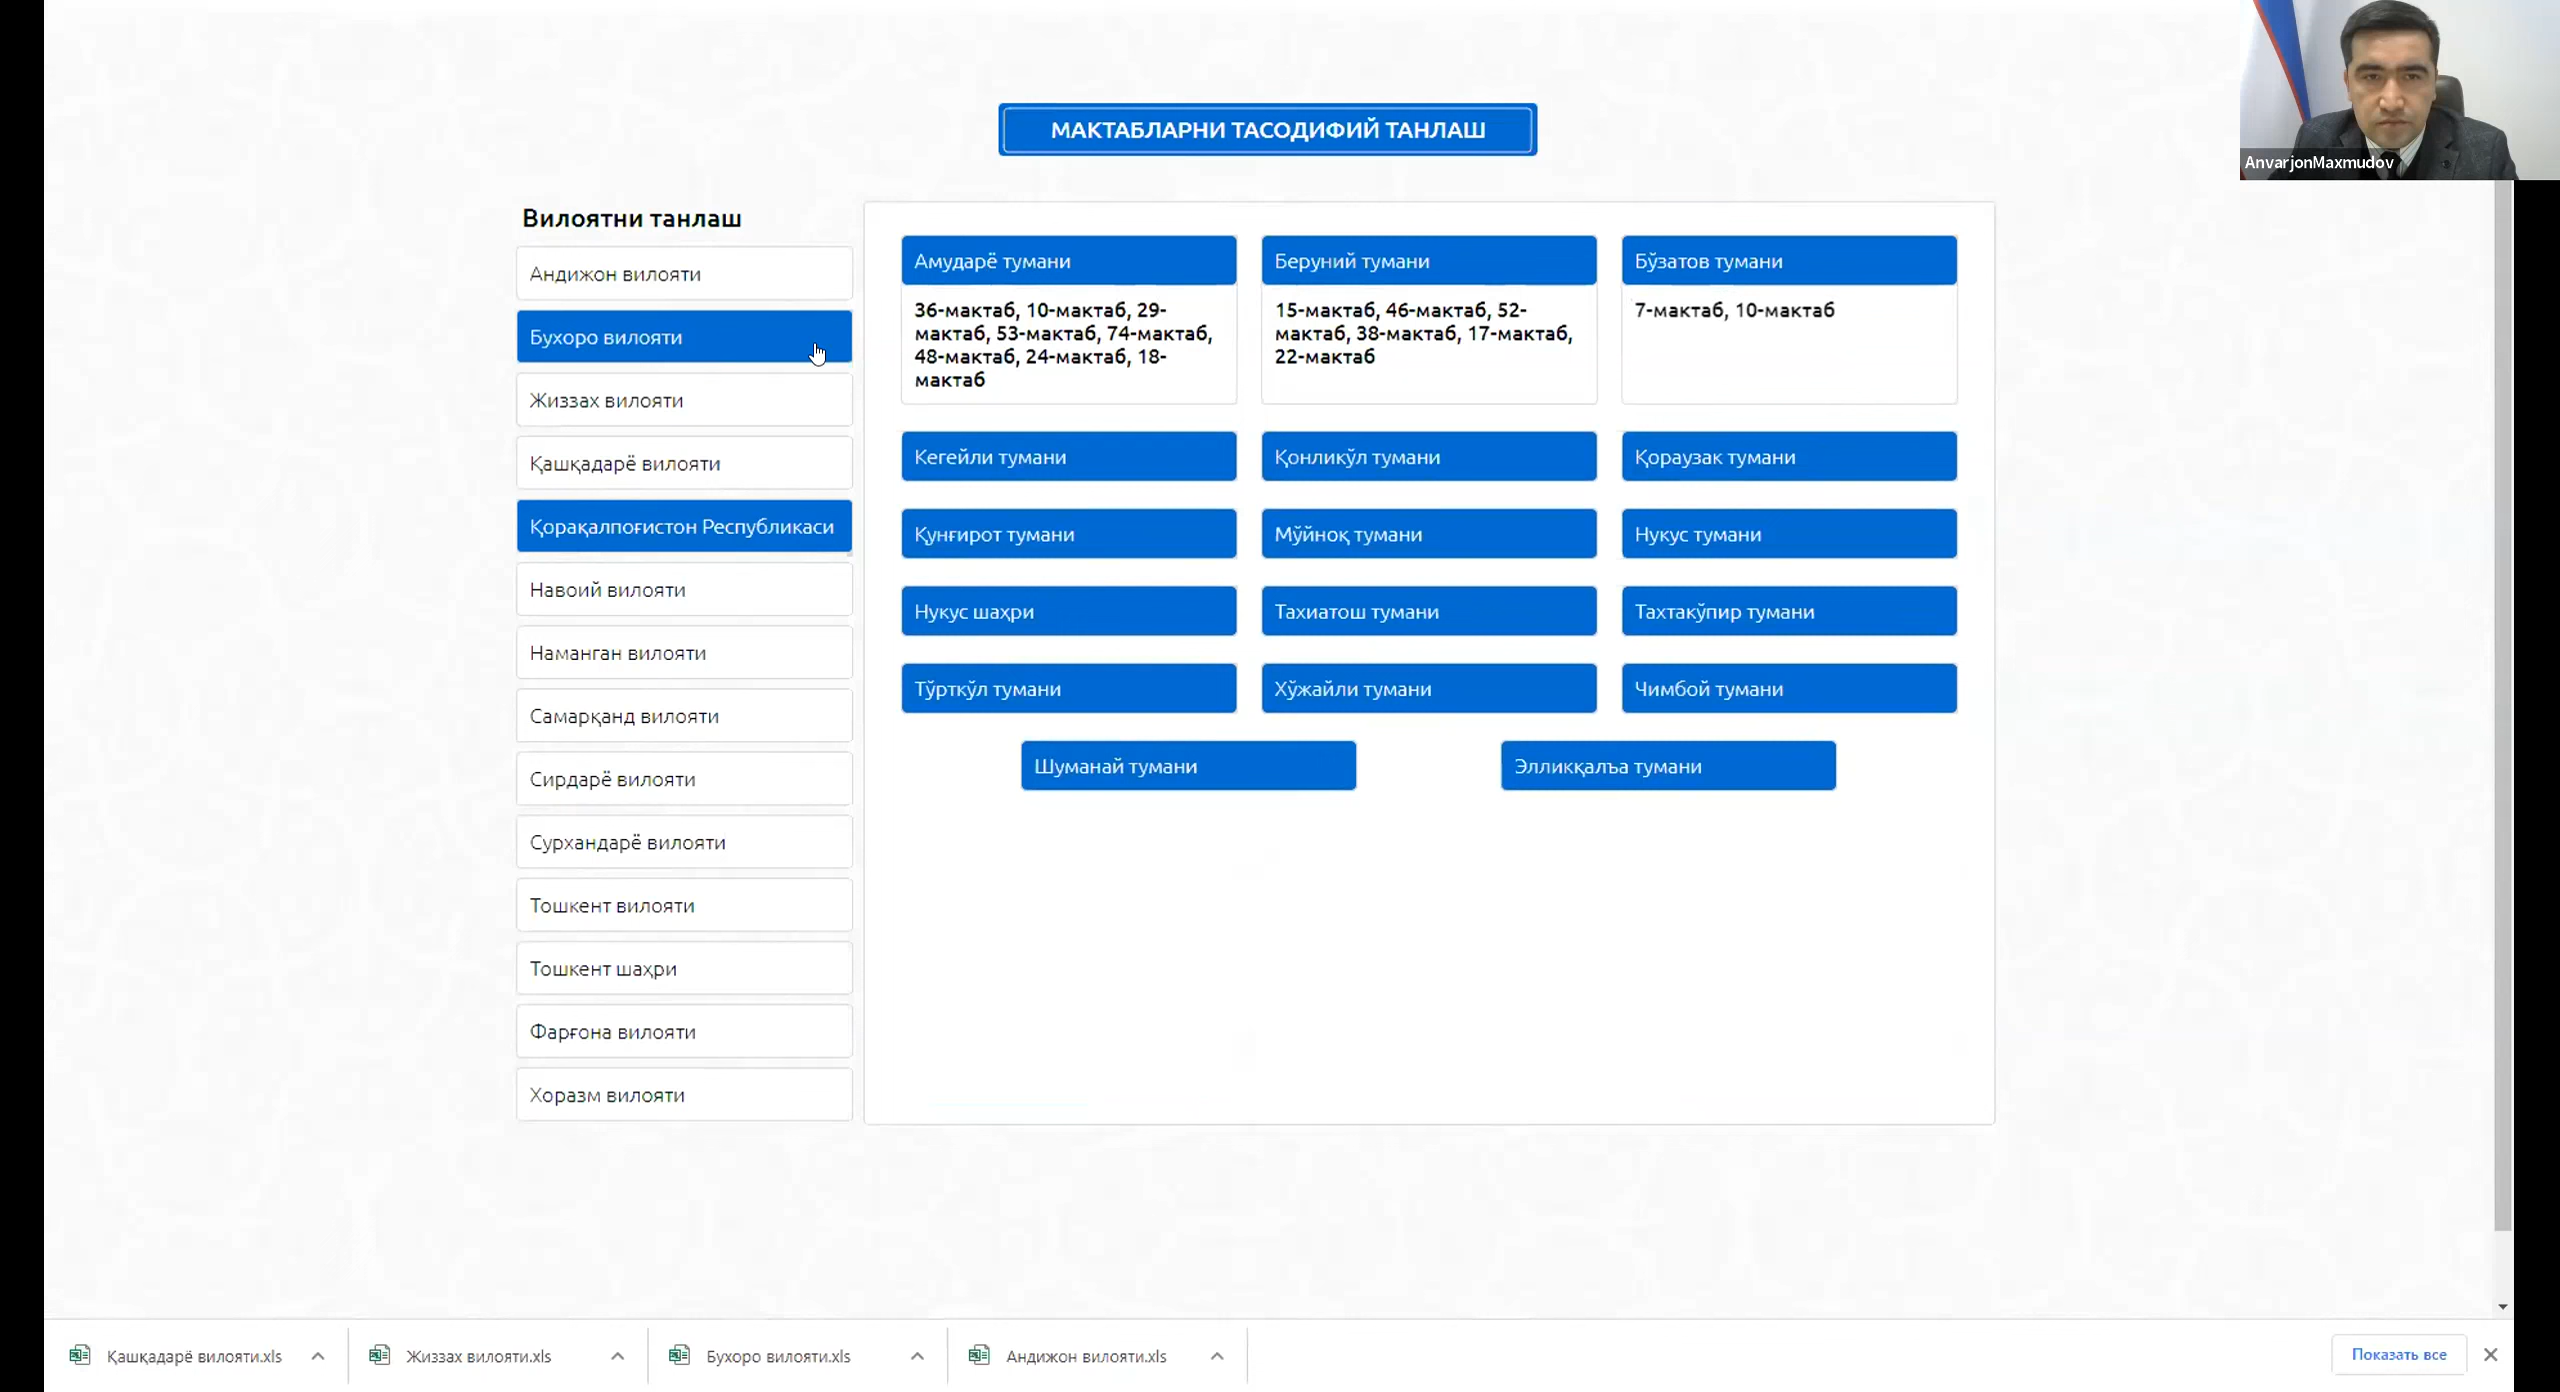 МАКТАБЛАРНИ ТАСОДИФИЙ ТАНЛАШ
AnvarjonMaxmudov
Вилоятни танлаш
Андижон вилояти
Бухоро вилояти
Жиззах вилояти
Қашқадарё вилояти
Қорақалпоғистон Республикаси
Навоий вилояти
Наманган вилояти
Самарқанд вилояти
Сирдарё вилояти
Сурхандарё вилояти
Тошкент вилояти
Тошкент шаҳри
Фарғона вилояти
Хоразм вилояти
Амударё тумани
36-мактаб, 10-мактаб, 29-
мактаб, 53-мактаб, 74-мактаб,
48-мактаб, 24-мактаб, 18-
мактаб
Беруний тумани
15-мактаб, 46-мактаб, 52-
мактаб, 38-мактаб, 17-мактаб,
22-мактаб
Бўзатов тумани
7-мактаб, 10-мактаб
Кегейли тумани
Қонликўл тумани
Қораузак тумани
Қунғирот тумани
Мўйноқ тумани
Нукус тумани
Нукус шаҳри
Тахиатош тумани
Тахтакўпир тумани
Тўрткўл тумани
Хўжайли тумани
Чимбой тумани
Шуманай тумани
Элликқалъа тумани
Қашқадарё вилояти.xls
Жиззах вилояти.xls
Бухоро вилояти.xls
Андижон вилояти.xls
Показать все